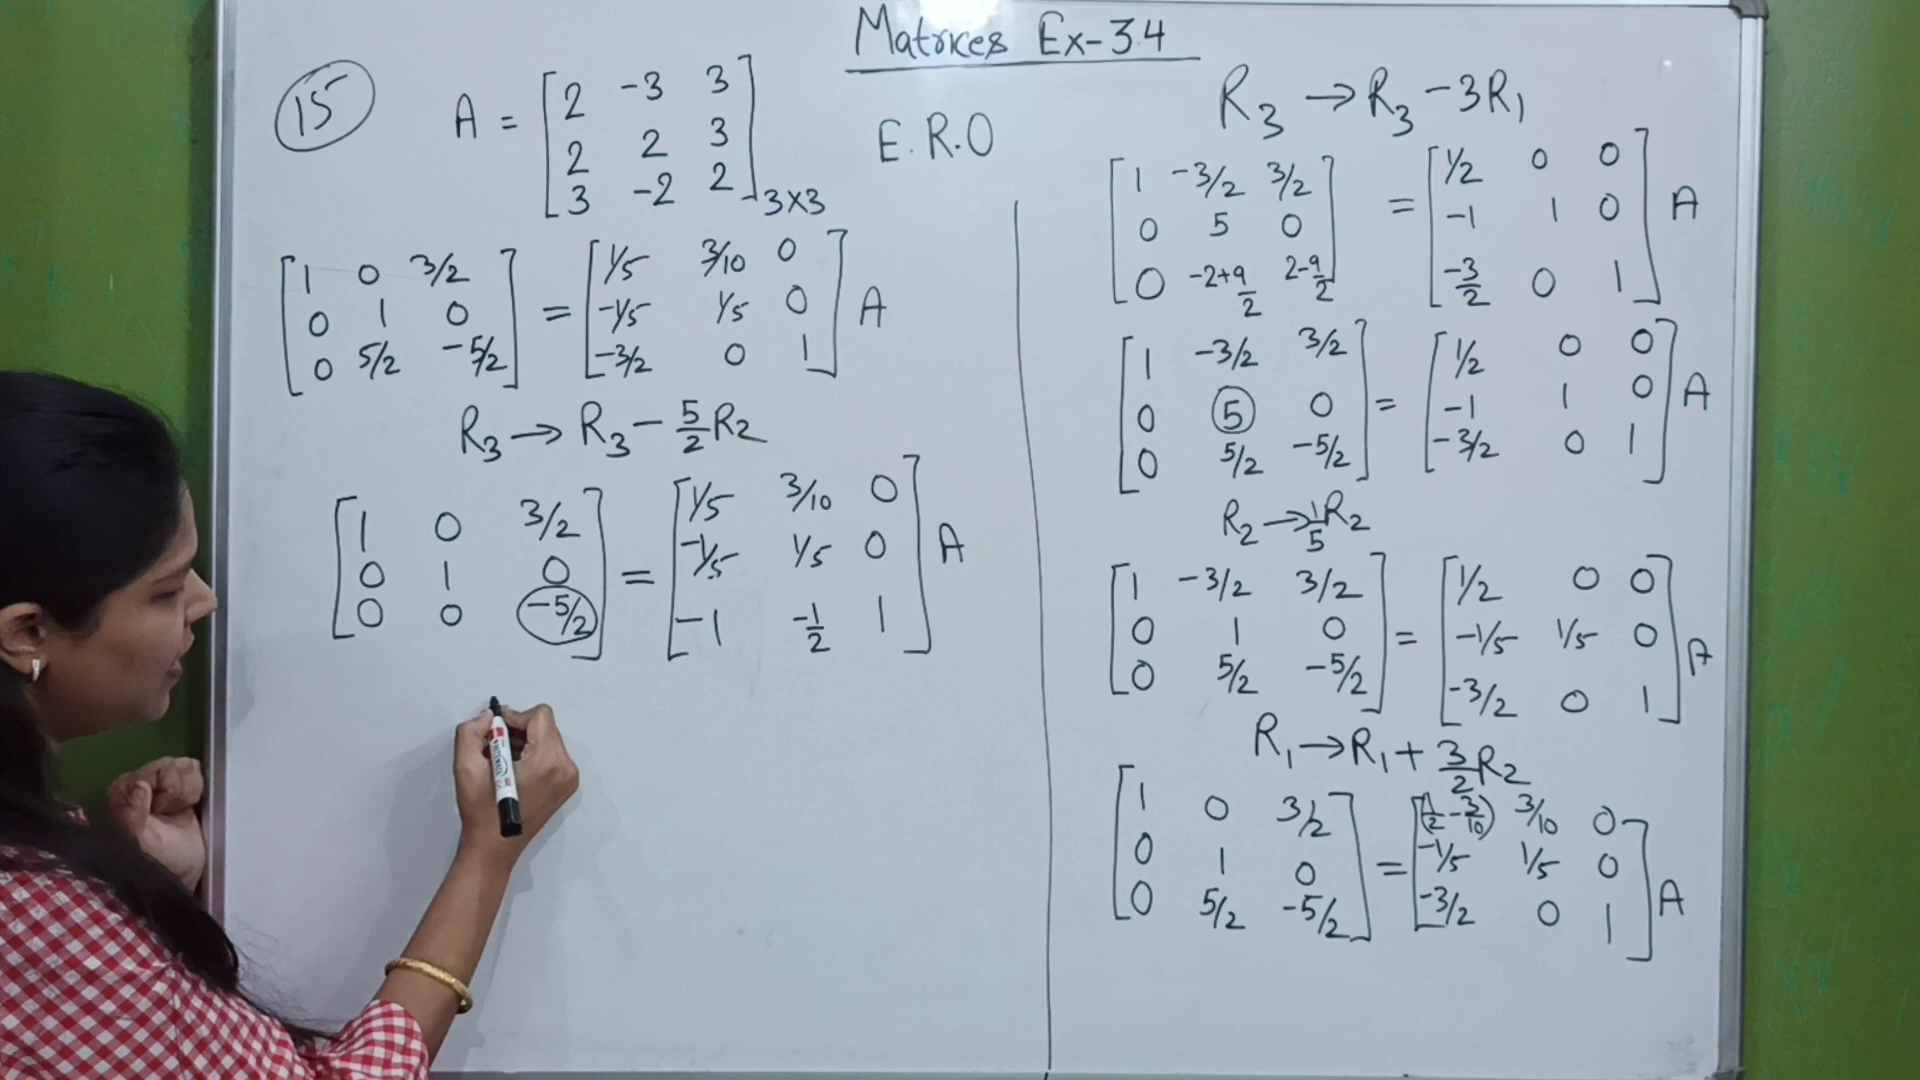 Matrices Ex-3.4
15
A = [2 -3 3
2 2 3
3 -2 2] 3×3
E.R.O
[1 0 3/2
0 1 0
0 5/2 -5/2] = [1/5 3/10 0
-1/5 1/5 0
-3/2 0 1] A
R3 → R3 - 5/2 R2
[1 0 3/2
0 1 0
0 0 -5/2] = [1/5 3/10 0
-1/5 1/5 0
-1 -1/2 1] A
R3 → R3 - 3R1
[1 -3/2 3/2
0 5 0
0 -2+9/2 2-9/2] = [1/2 0 0
-1 1 0
-3/2 0 1] A
[1 -3/2 3/2
0 5 0
0 5/2 -5/2] = [1/2 0 0
-1 1 0
-3/2 0 1] A
R2 → 1/5 R2
[1 -3/2 3/2
0 1 0
0 5/2 -5/2] = [1/2 0 0
-1/5 1/5 0
-3/2 0 1] A
R1 → R1 + 3/2 R2
[1 0 3/2
0 1 0
0 5/2 -5/2] = [(1/2 - 3/10) 3/10 0
-1/5 1/5 0
-3/2 0 1] A